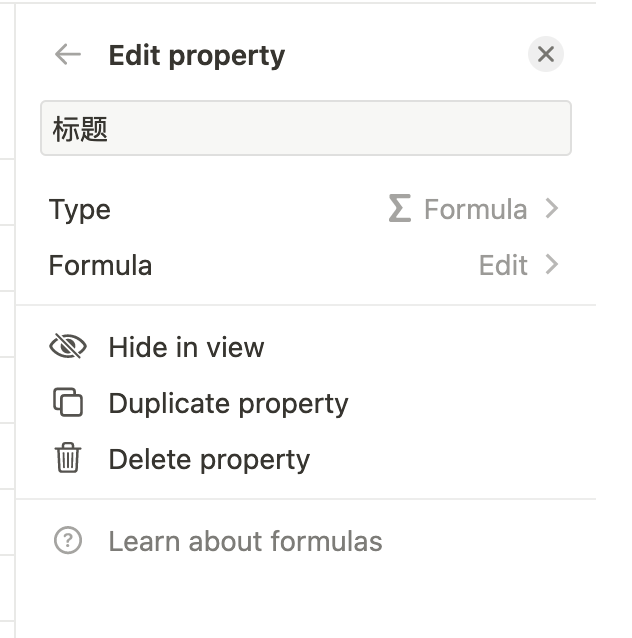 Edit property
标题
Type Σ Formula
Formula Edit
Hide in view
Duplicate property
Delete property
Learn about formulas